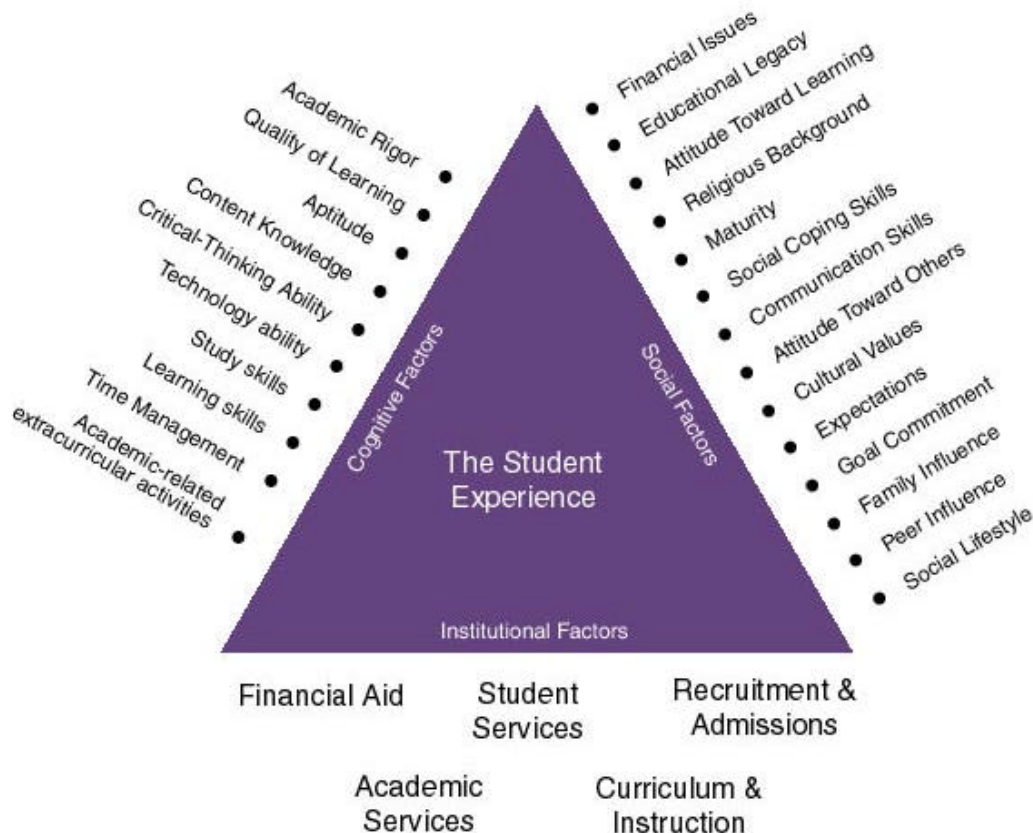 Academic Rigor
Quality of Learning
Aptitude
Content Knowledge
Critical-Thinking Ability
Technology ability
Study skills
Learning skills
Time Management
Academic-related
extracurricular activities
Cognitive Factors
Financial Issues
Educational Legacy
Attitude Toward Learning
Religious Background
Maturity
Social Coping Skills
Communication Skills
Attitude Toward Others
Cultural Values
Expectations
Goal Commitment
Family Influence
Peer Influence
Social Lifestyle
Social Factors
The Student
Experience
Institutional Factors
Financial Aid
Student
Services
Recruitment &
Admissions
Academic
Services
Curriculum &
Instruction